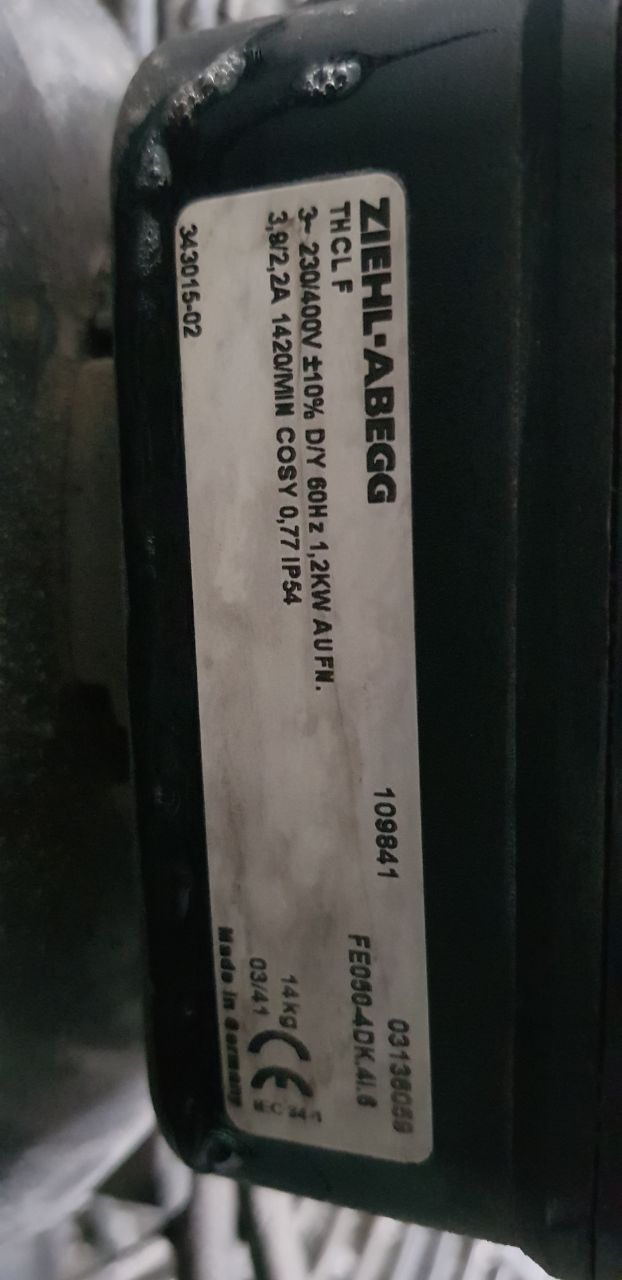 ZIEHL-ABEGG
109841
THCL F
3~ 230/400V ±10% D/Y 60Hz 1,2KW AUFN.
3,8/2,2A 1420/MIN COSY 0,77 IP54
343015-02
FE050-4DK.4I.6
14kg
03/41
CE
Made in Germany